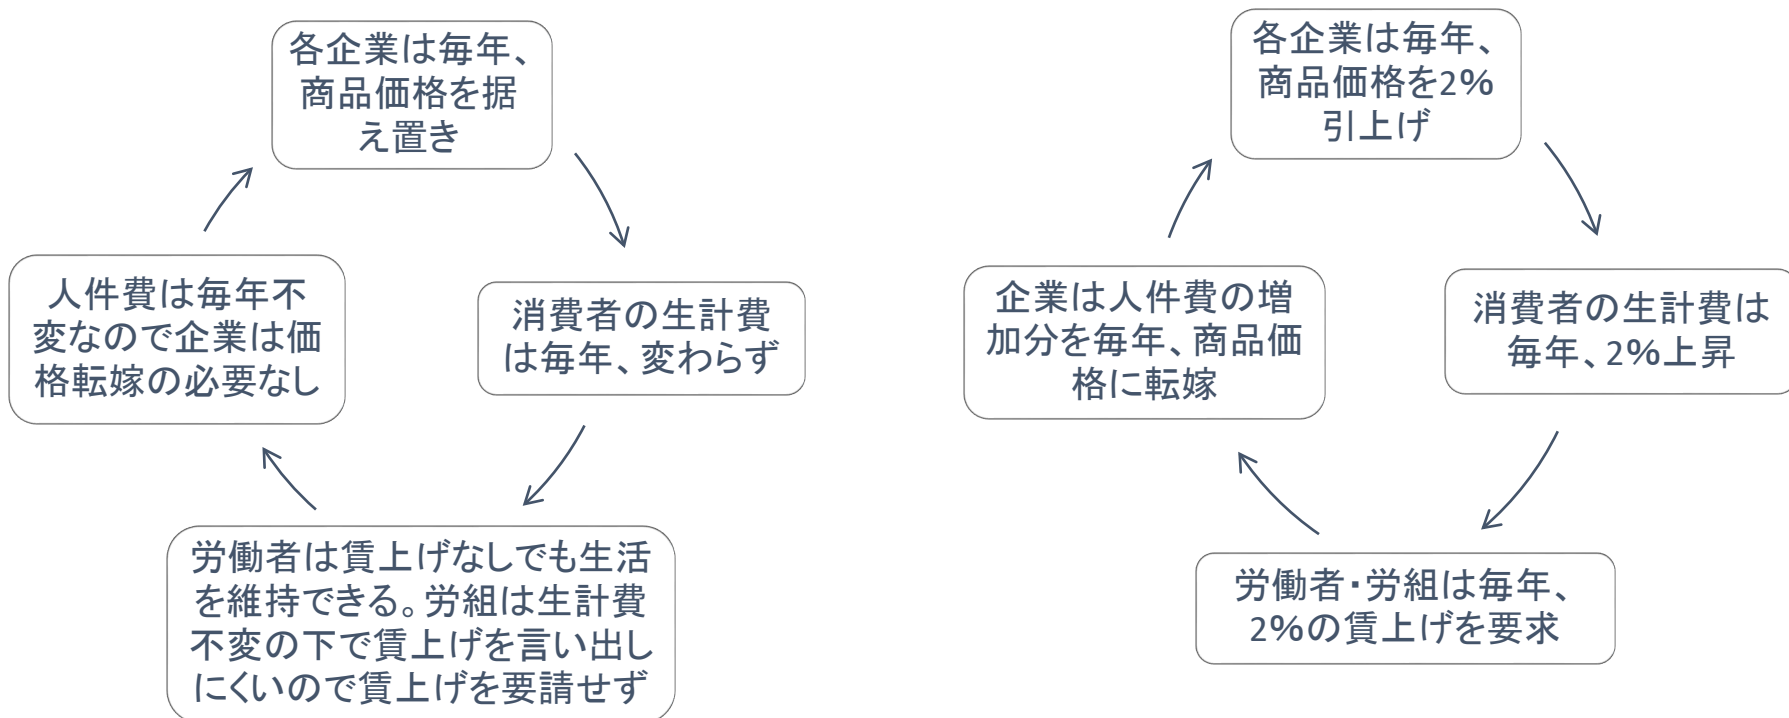 各企業は毎年、
商品価格を据
え置き
消費者の生計費
は毎年、変わらず
労働者は賃上げなしでも生活
を維持できる。労組は生計費
不変の下で賃上げを言い出し
にくいので賃上げを要請せず
人件費は毎年不
変なので企業は価
格転嫁の必要なし
各企業は毎年、
商品価格を2%
引上げ
消費者の生計費は
毎年、2%上昇
労働者・労組は毎年、
2%の賃上げを要求
企業は人件費の増
加分を毎年、商品価
格に転嫁